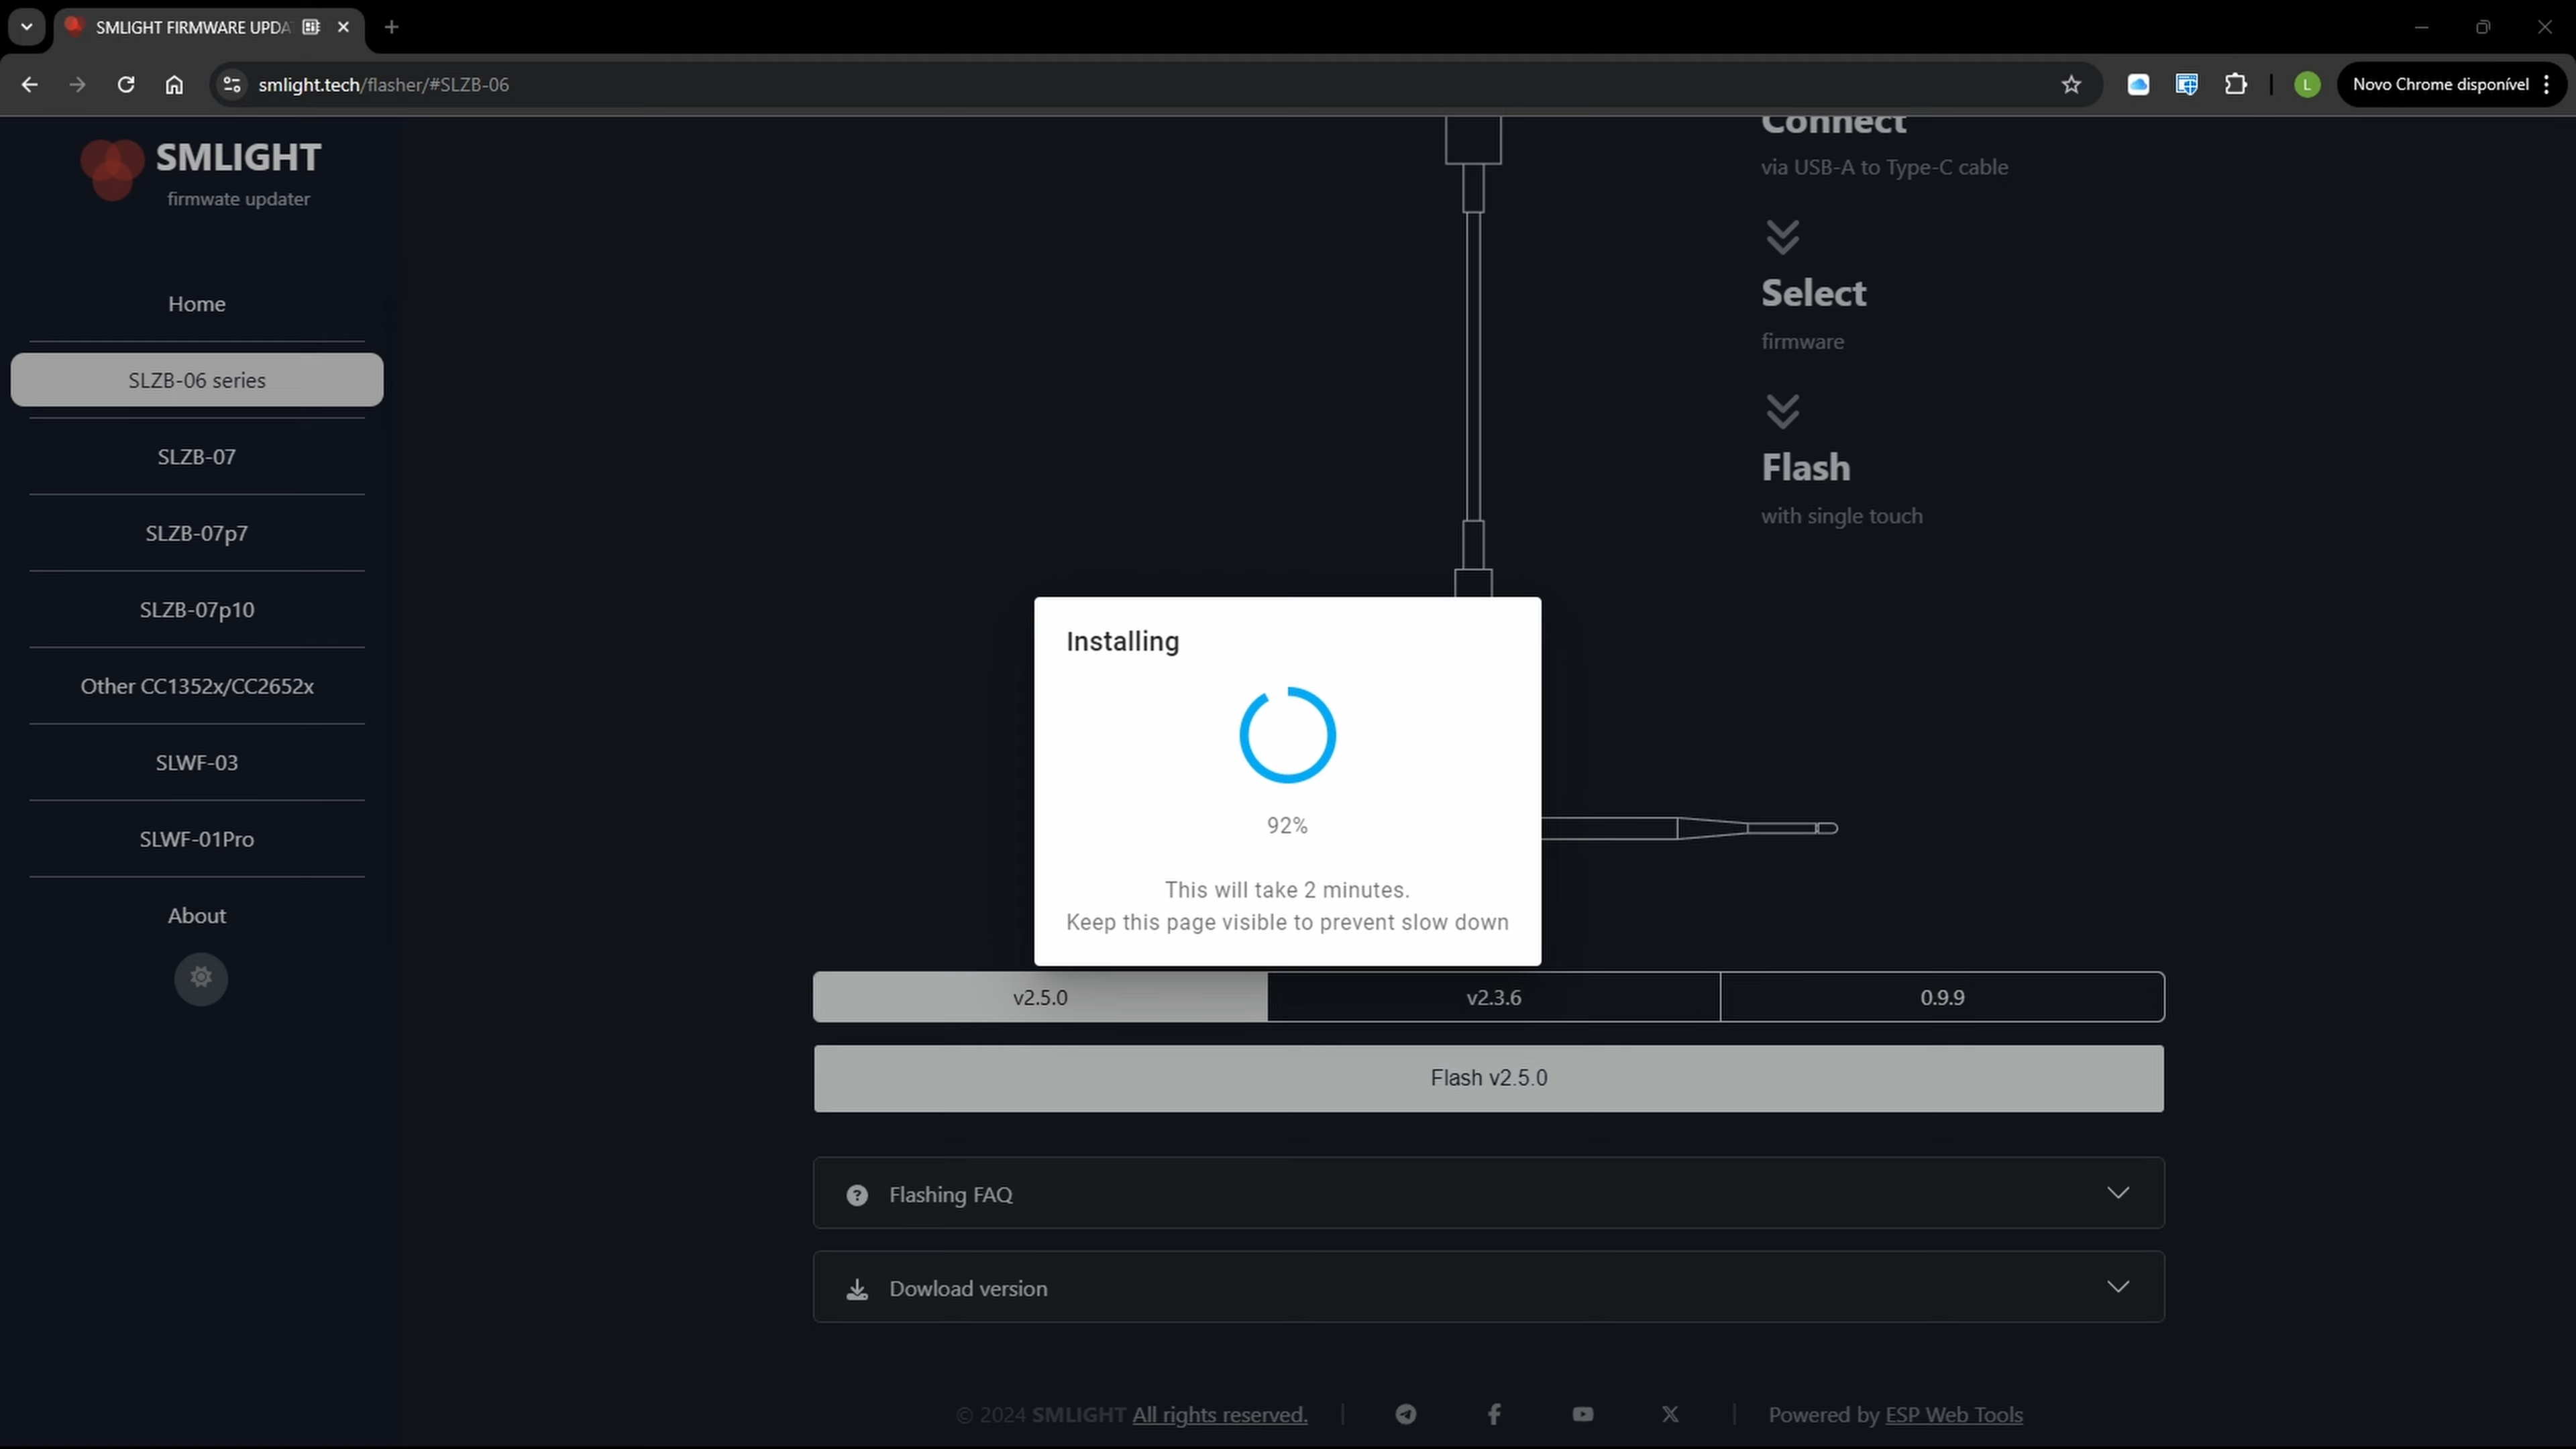 SMLIGHT FIRMWARE UPDA
smlight.tech/flasher/#SLZB-06
L
Novo Chrome disponível
SMLIGHT
firmwate updater
Home
SLZB-06 series
SLZB-07
SLZB-07p7
SLZB-07p10
Other CC1352x/CC2652x
SLWF-03
SLWF-01Pro
About
Connect
via USB-A to Type-C cable
Select
firmware
Flash
with single touch
Installing
92%
This will take 2 minutes.
Keep this page visible to prevent slow down
v2.5.0 v2.3.6 0.9.9
Flash v2.5.0
Flashing FAQ
Dowload version
© 2024 SMLIGHT All rights reserved. | | Powered by ESP Web Tools